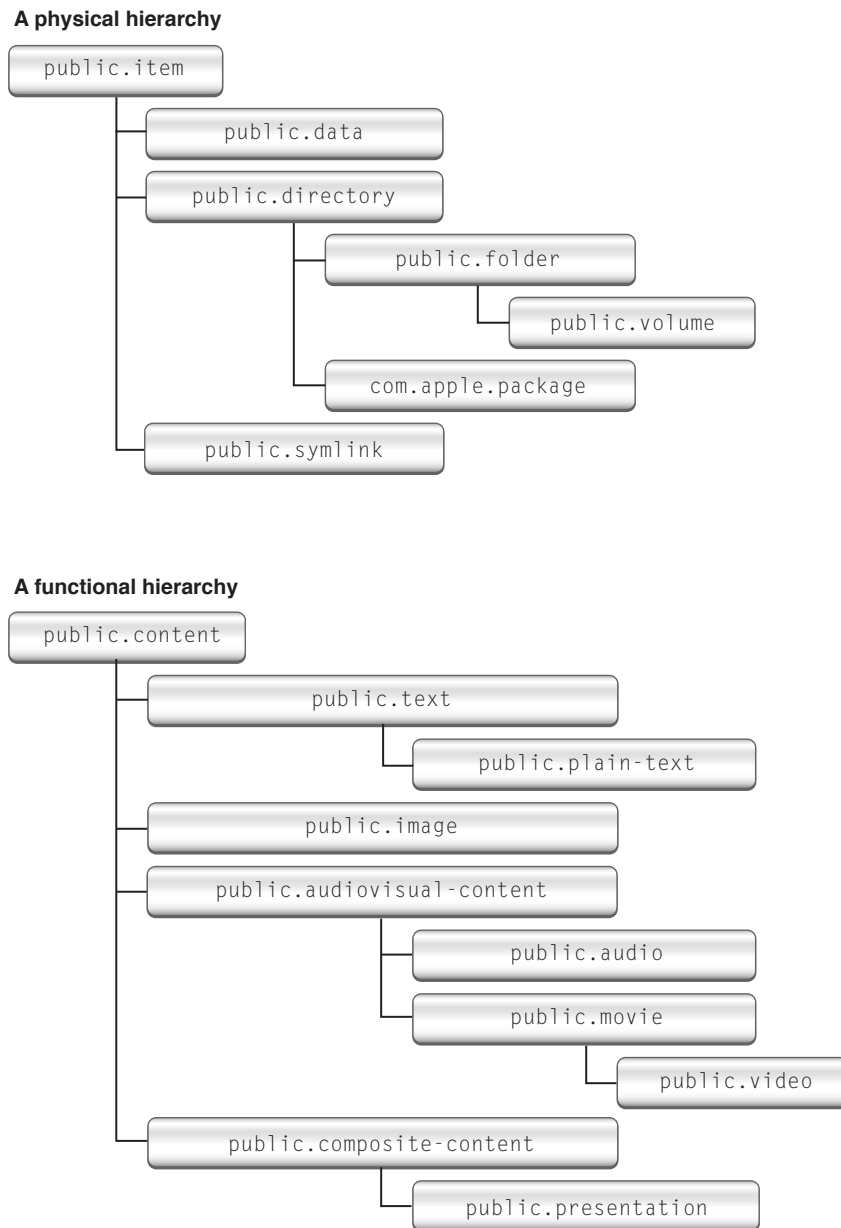 A physical hierarchy
public.item
public.data
public.directory
public.folder
public.volume
com.apple.package
public.symlink
A functional hierarchy
public.content
public.text
public.plain-text
public.image
public.audiovisual-content
public.audio
public.movie
public.video
public.composite-content
public.presentation